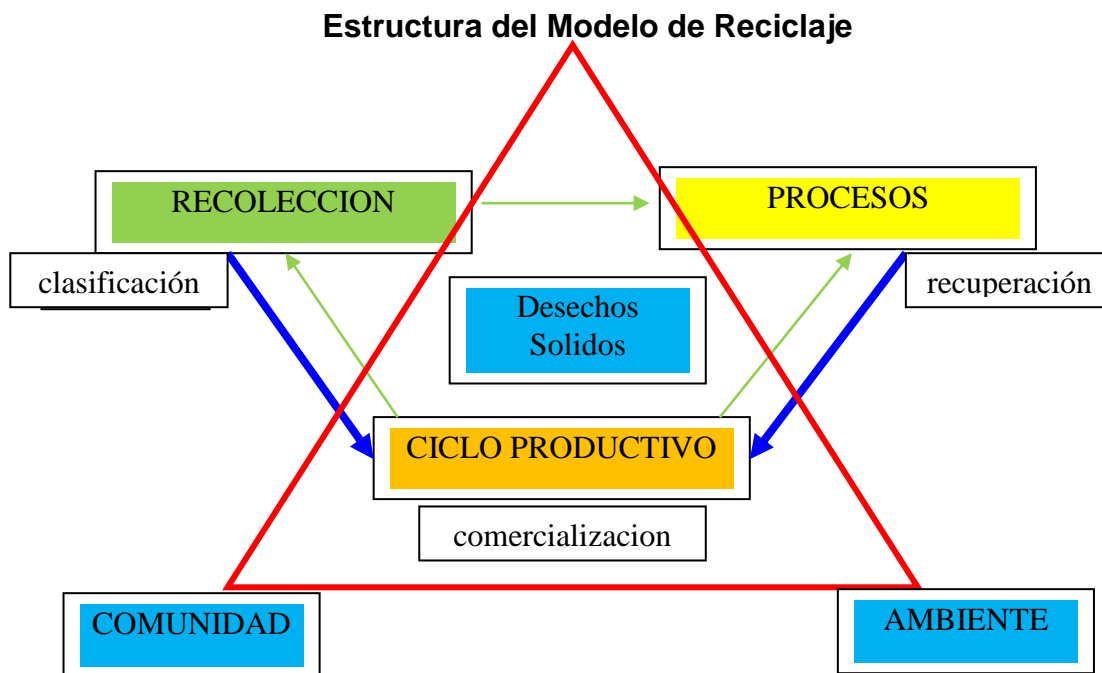 Estructura del Modelo de Reciclaje
RECOLECCION
PROCESOS
clasificación
recuperación
Desechos
Solidos
CICLO PRODUCTIVO
comercializacion
COMUNIDAD
AMBIENTE